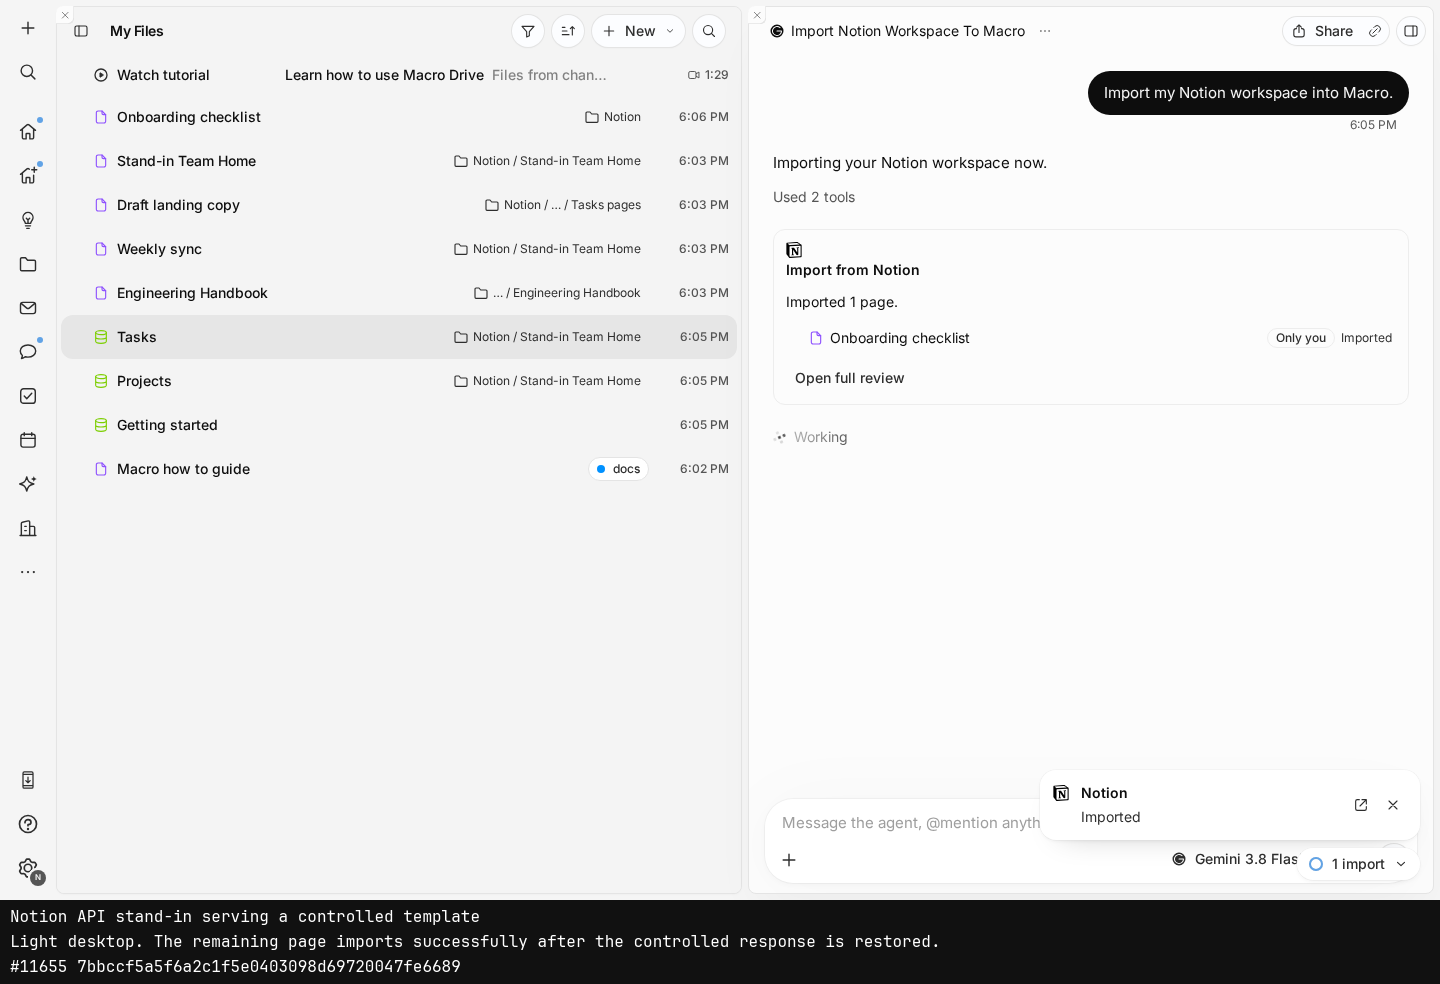 My Files
New
Watch tutorial Learn how to use Macro Drive Files from chan... 1:29
Onboarding checklist Notion 6:06 PM
Stand-in Team Home Notion / Stand-in Team Home 6:03 PM
Draft landing copy Notion / ... / Tasks pages 6:03 PM
Weekly sync Notion / Stand-in Team Home 6:03 PM
Engineering Handbook ... / Engineering Handbook 6:03 PM
Tasks Notion / Stand-in Team Home 6:05 PM
Projects Notion / Stand-in Team Home 6:05 PM
Getting started 6:05 PM
Macro how to guide docs 6:02 PM
N
Import Notion Workspace To Macro ...
Share
Import my Notion workspace into Macro.
6:05 PM
Importing your Notion workspace now.
Used 2 tools
Import from Notion
Imported 1 page.
Onboarding checklist Only you Imported
Open full review
Working
Notion
Imported
Message the agent, @mention anyth
Gemini 3.8 Flas
1 import
Notion API stand-in serving a controlled template
Light desktop. The remaining page imports successfully after the controlled response is restored.
#11655 7bbccf5a5f6a2c1f5e0403098d69720047fe6689